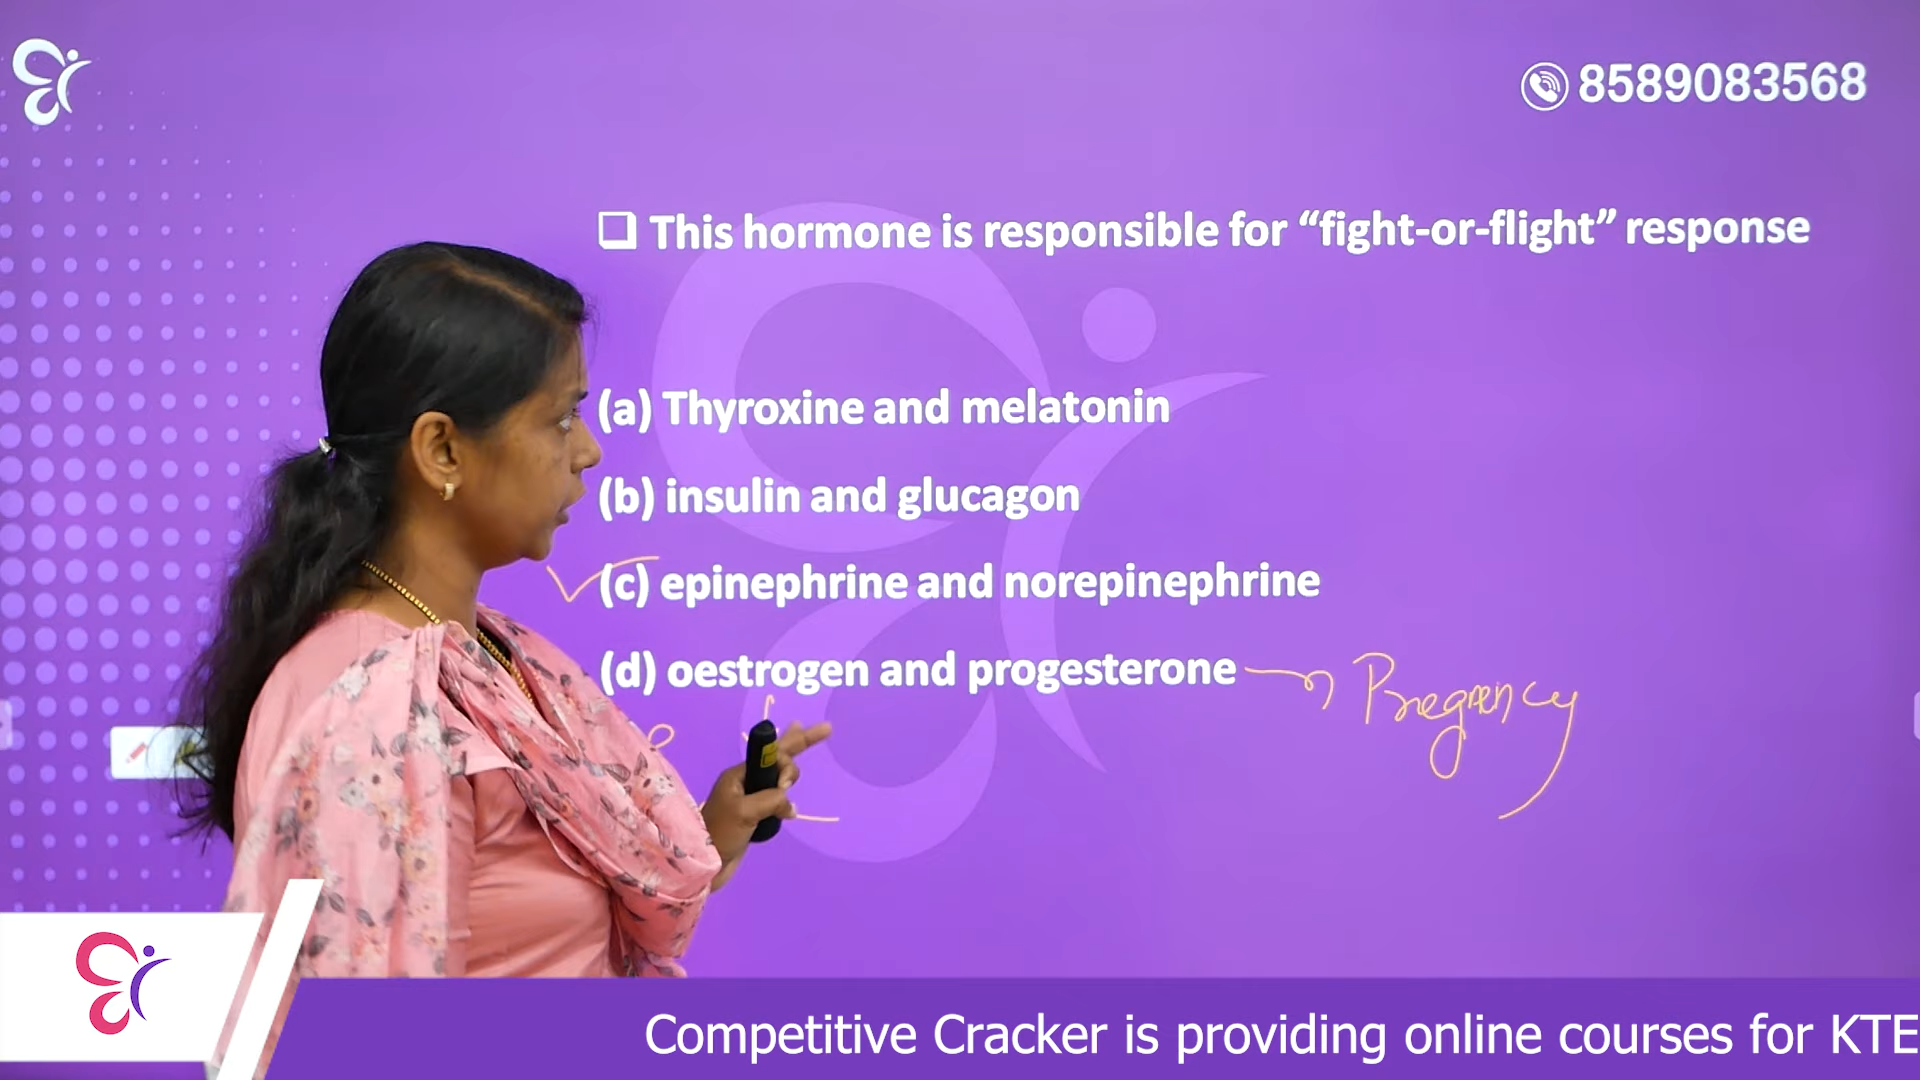 8589083568
❑ This hormone is responsible for “fight-or-flight” response
(a) Thyroxine and melatonin
(b) insulin and glucagon
(c) epinephrine and norepinephrine
(d) oestrogen and progesterone
Pregnency
Competitive Cracker is providing online courses for KTE